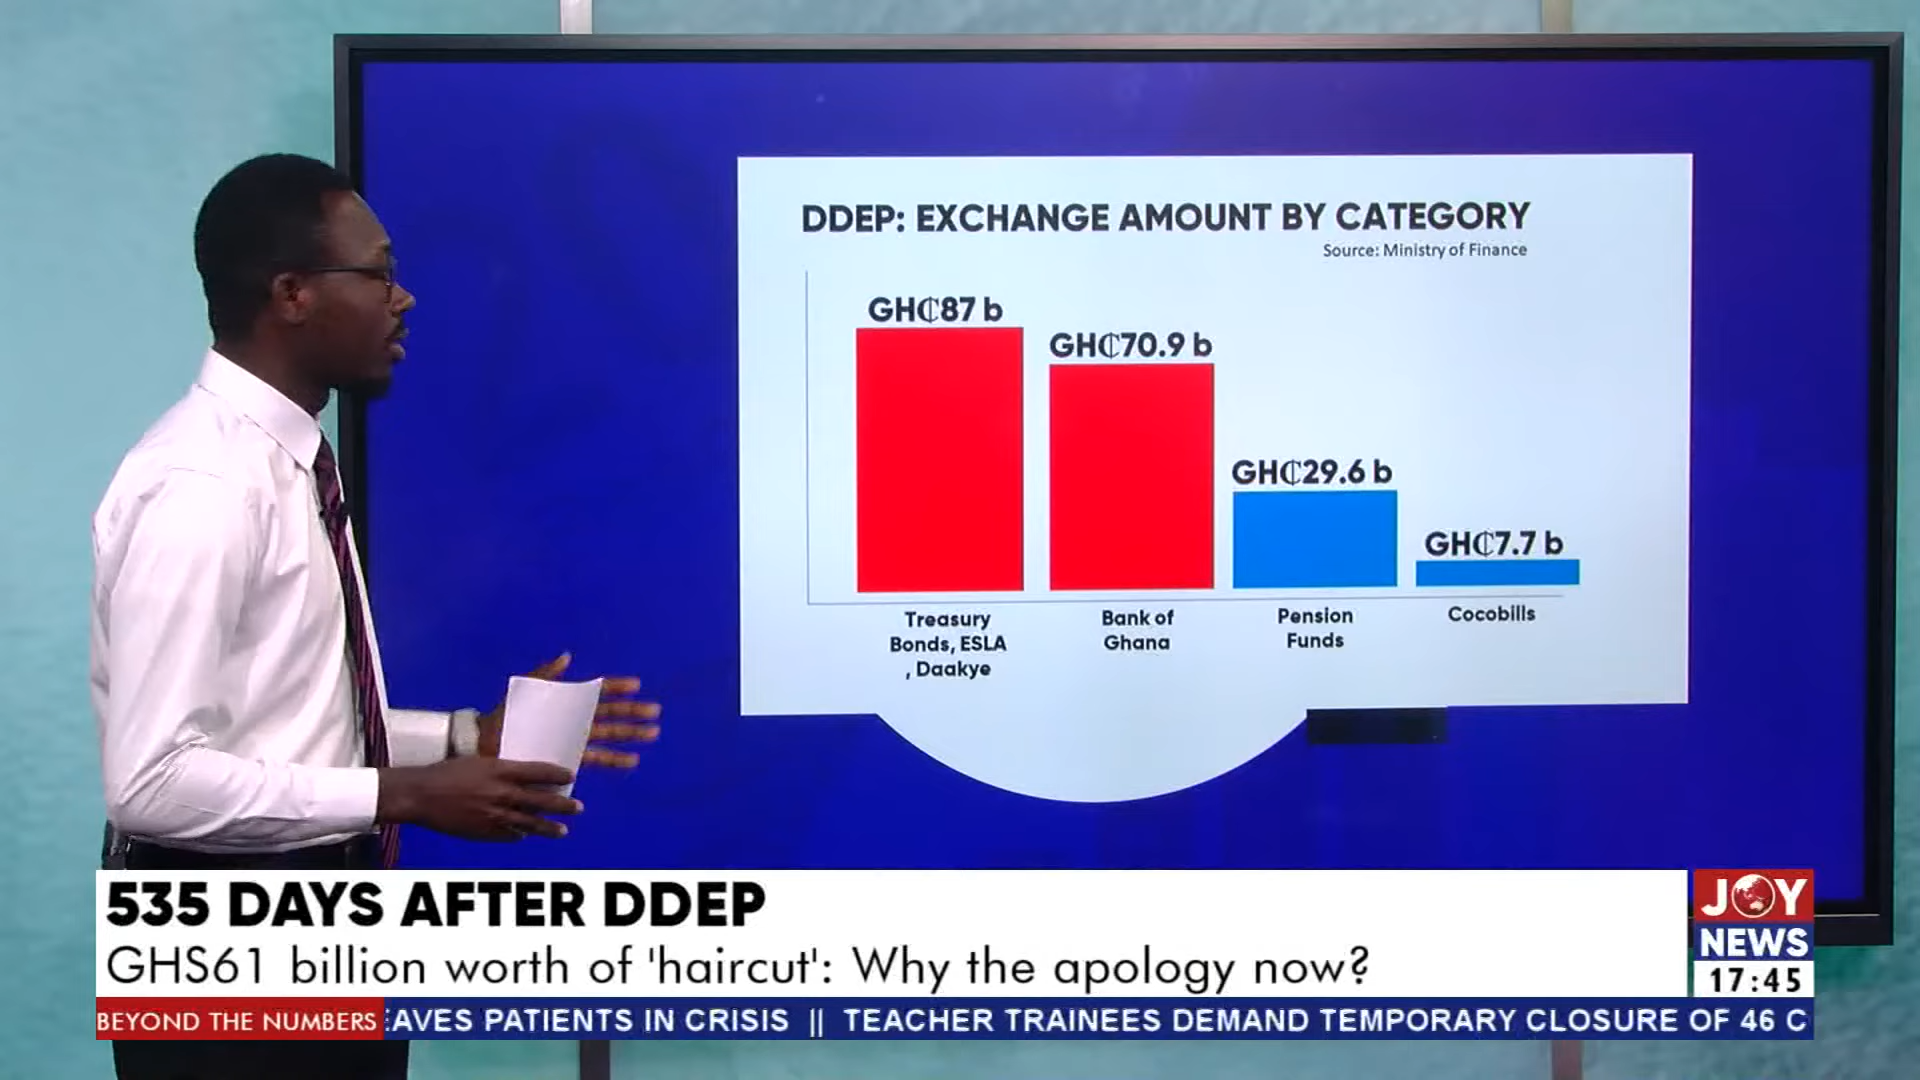 DDEP: EXCHANGE AMOUNT BY CATEGORY
Source: Ministry of Finance
GH₵87 b
GH₵70.9 b
GH₵29.6 b
GH₵7.7 b
Treasury
Bonds, ESLA
, Daakye
Bank of
Ghana
Pension
Funds
Cocobills
535 DAYS AFTER DDEP
GHS61 billion worth of 'haircut': Why the apology now?
JOY
NEWS
17:45
BEYOND THE NUMBERS
PATIENTS IN CRISIS || TEACHER TRAINEES DEMAND TEMPORARY CLOSURE OF 46 C